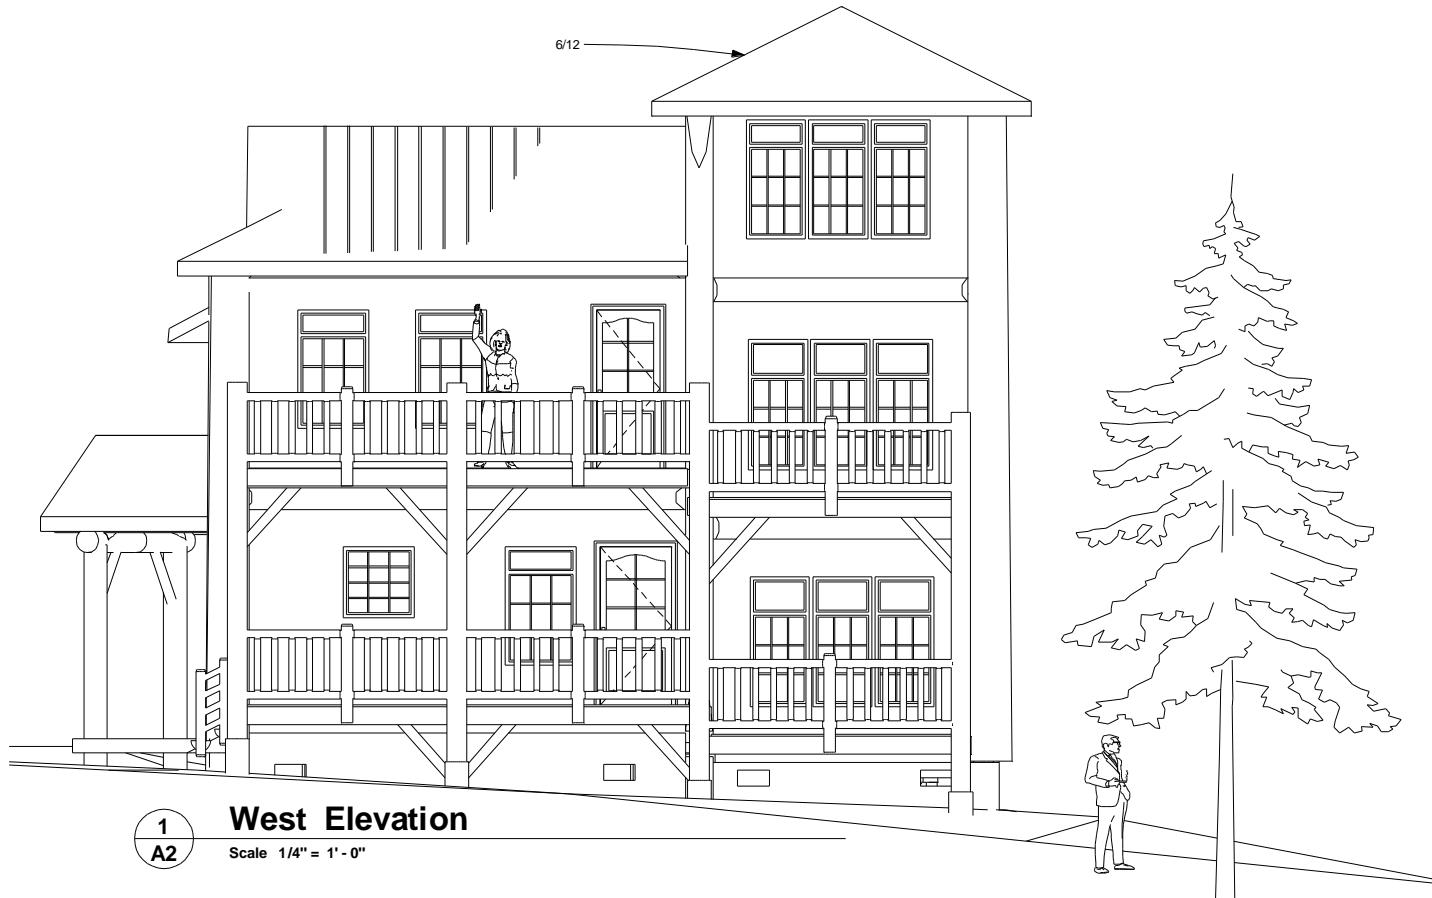 6/12
1
A2
West Elevation
Scale 1/4" = 1' - 0"